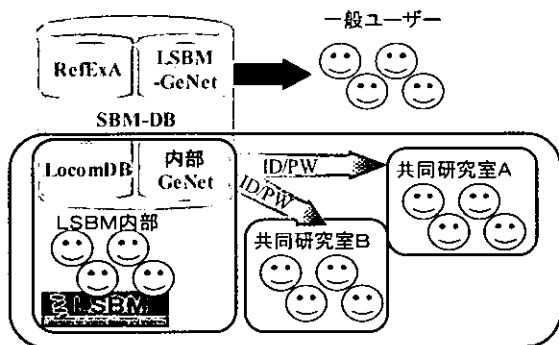 一般ユーザー
RefExA
LSBM
-GeNet
SBM-DB
LocomDB
内部
GeNet
ID/PW
ID/PW
共同研究室A
共同研究室B
LSBM内部
LSBM